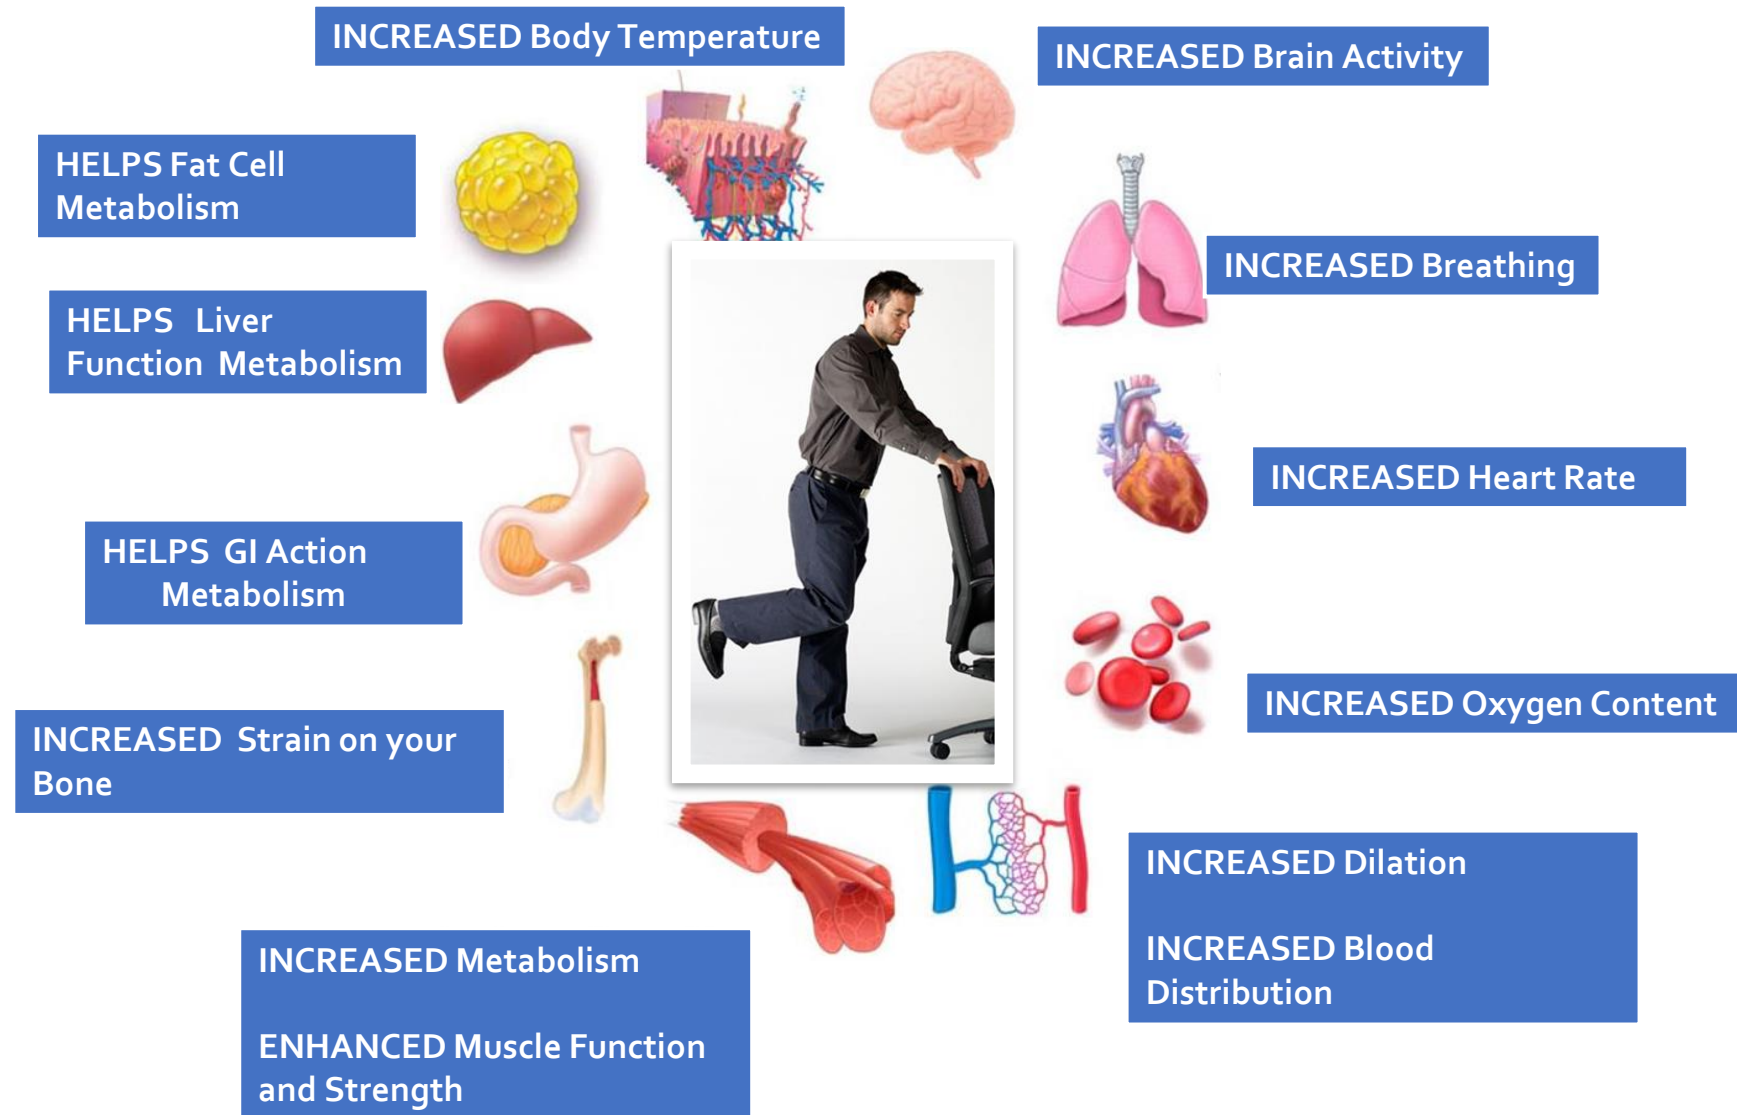 INCREASED Body Temperature
INCREASED Brain Activity
HELPS Fat Cell
Metabolism
INCREASED Breathing
HELPS Liver
Function Metabolism
INCREASED Heart Rate
HELPS GI Action
Metabolism
INCREASED Oxygen Content
INCREASED Strain on your
Bone
INCREASED Dilation
INCREASED Blood
Distribution
INCREASED Metabolism
ENHANCED Muscle Function
and Strength